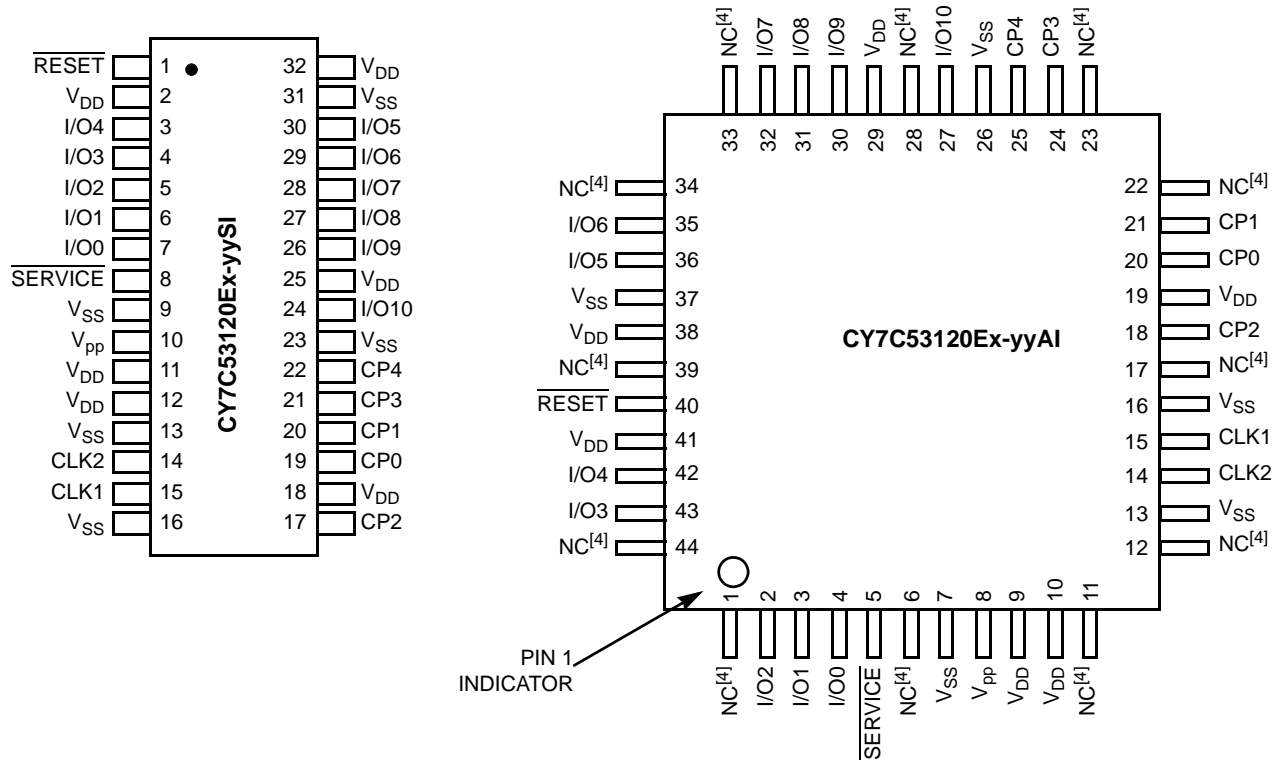 RESET 1 32 VDD
VDD 2 31 VSS
I/O4 3 30 I/O5
I/O3 4 29 I/O6
I/O2 5 28 I/O7
I/O1 6 27 I/O8
I/O0 7 26 I/O9
SERVICE 8 25 VDD
VSS 9 24 I/O10
Vpp 10 23 VSS
VDD 11 22 CP4
VDD 12 21 CP3
VSS 13 20 CP1
CLK2 14 19 CP0
CLK1 15 18 VDD
VSS 16 17 CP2
CY7C53120Ex-yySI
NC[4] I/O7 I/O8 I/O9 VDD NC[4] I/O10 VSS CP4 CP3 NC[4]
33 32 31 30 29 28 27 26 25 24 23
NC[4] 34 22 NC[4]
I/O6 35 21 CP1
I/O5 36 20 CP0
VSS 37 19 VDD
VDD 38 18 CP2
CY7C53120Ex-yyAI
NC[4] 39 17 NC[4]
RESET 40 16 VSS
VDD 41 15 CLK1
I/O4 42 14 CLK2
I/O3 43 13 VSS
NC[4] 44 12 NC[4]
1 2 3 4 5 6 7 8 9 10 11
NC[4] I/O2 I/O1 I/O0 SERVICE NC[4] VSS Vpp VDD VDD NC[4]
PIN 1
INDICATOR